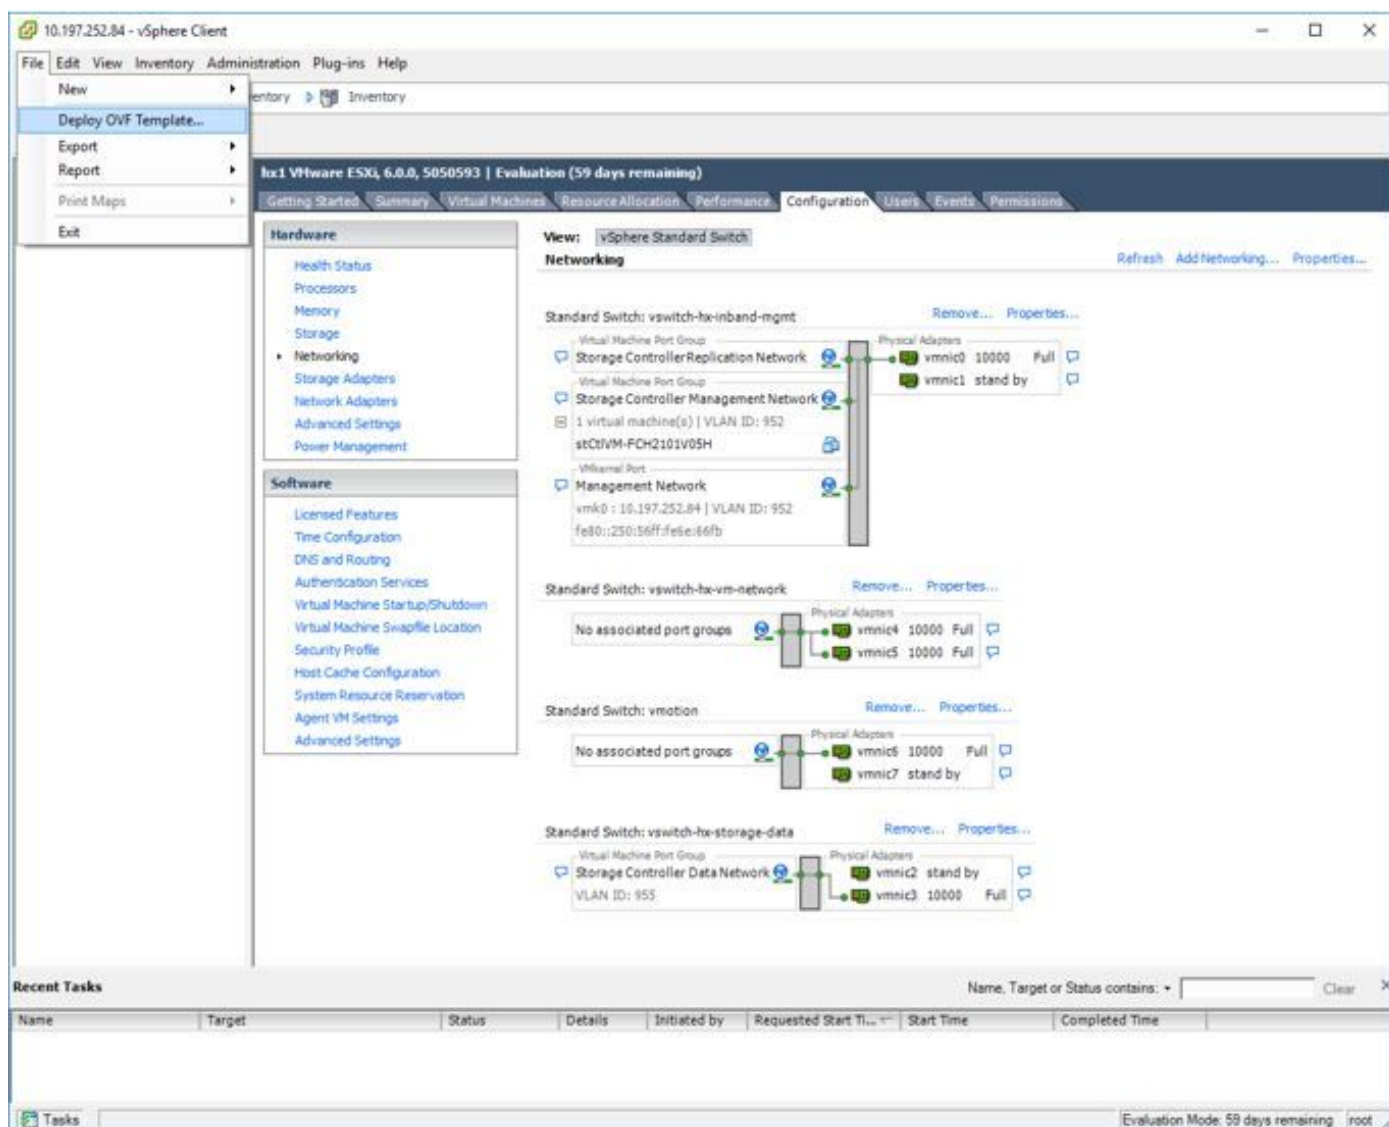 10.197.252.84 - vSphere Client
File Edit View Inventory Administration Plug-ins Help
New
entory Inventory
Deploy OVF Template...
Export
Report
Print Maps
Exit
hx1 VMware ESXi, 6.0.0, 5050593 | Evaluation (59 days remaining)
Getting Started Summary Virtual Machines Resource Allocation Performance Configuration Users Events Permissions
Hardware
Health Status
Processors
Memory
Storage
Networking
Storage Adapters
Network Adapters
Advanced Settings
Power Management
Software
Licensed Features
Time Configuration
DNS and Routing
Authentication Services
Virtual Machine Startup/Shutdown
Virtual Machine Swapfile Location
Security Profile
Host Cache Configuration
System Resource Reservation
Agent VM Settings
Advanced Settings
View: vSphere Standard Switch
Networking Refresh Add Networking... Properties...
Standard Switch: vswitch-hx-inband-mgmt Remove... Properties...
Virtual Machine Port Group Physical Adapters
Storage Controller Replication Network vmnic0 10000 Full
Virtual Machine Port Group vmnic1 stand by
Storage Controller Management Network
1 virtual machine(s) | VLAN ID: 952
stCtlVM-FCH2101V05H
VMkernel Port
Management Network
vmk0 : 10.197.252.84 | VLAN ID: 952
fe80::250:56ff:fe6e:66fb
Standard Switch: vswitch-hx-vm-network Remove... Properties...
Physical Adapters
No associated port groups vmnic4 10000 Full
vmnic5 10000 Full
Standard Switch: vmotion Remove... Properties...
Physical Adapters
No associated port groups vmnic6 10000 Full
vmnic7 stand by
Standard Switch: vswitch-hx-storage-data Remove... Properties...
Virtual Machine Port Group Physical Adapters
Storage Controller Data Network vmnic2 stand by
VLAN ID: 955 vmnic3 10000 Full
Recent Tasks Name, Target or Status contains: Clear
Name Target Status Details Initiated by Requested Start Ti... Start Time Completed Time
Tasks Evaluation Mode: 59 days remaining root